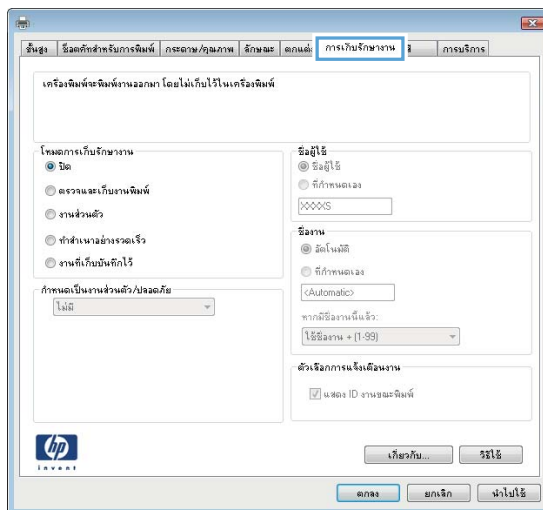 ขั้นสูง ช็อตคัทสำหรับการพิมพ์ กระดาษ/คุณภาพ ลักษณะ ตกแต่ง การเก็บรักษางาน สี การบริการ
เครื่องพิมพ์จะพิมพ์งานออกมา โดยไม่เก็บไว้ในเครื่องพิมพ์
โหมดการเก็บรักษางาน
ปิด
ตรวจและเก็บงานพิมพ์
งานส่วนตัว
ทำสำเนาอย่างรวดเร็ว
งานที่เก็บบันทึกไว้
กำหนดเป็นงานส่วนตัว/ปลอดภัย
ไม่มี
ชื่อผู้ใช้
ชื่อผู้ใช้
ที่กำหนดเอง
XXXXS
ชื่องาน
อัตโนมัติ
ที่กำหนดเอง
<Automatic>
หากมีชื่องานนี้แล้ว:
ใช้ชื่องาน + (1-99)
ตัวเลือกการแจ้งเตือนงาน
แสดง ID งานขณะพิมพ์
hp
invent
เกี่ยวกับ... วิธีใช้
ตกลง ยกเลิก นำไปใช้